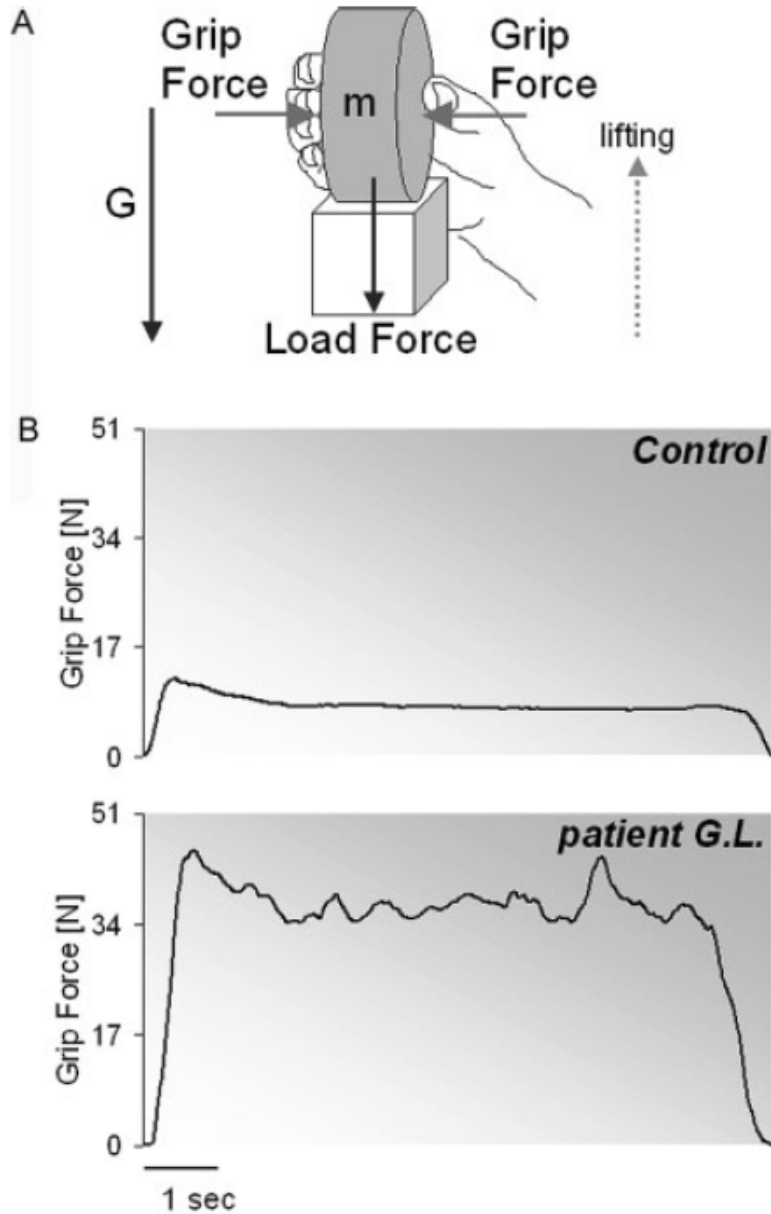 A
Grip
Force
Grip
Force
m
lifting
G
Load Force
B
51
Control
34
17
0
Grip Force [N]
51
patient G.L.
34
17
0
Grip Force [N]
1 sec